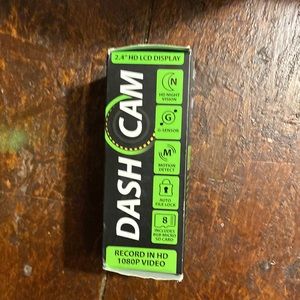 2.4" HD LCD DISPLAY
DASH CAM
N
HD NIGHT
VISION
G
G-SENSOR
M
MOTION
DETECT
AUTO
FILE LOCK
8
INCLUDES
8GB MICRO
SD CARD
RECORD IN HD
1080P VIDEO